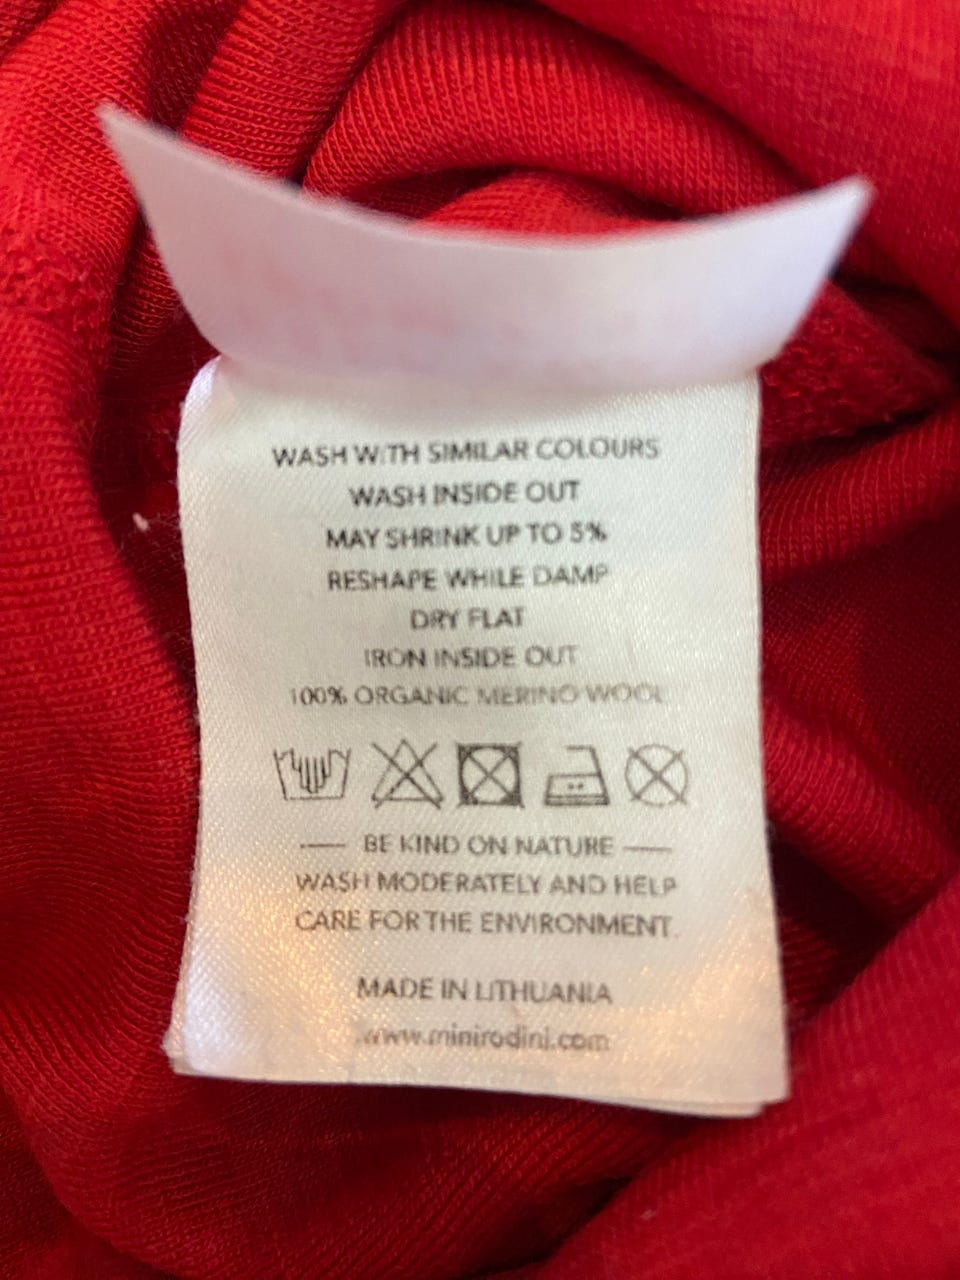 WASH WITH SIMILAR COLOURS
WASH INSIDE OUT
MAY SHRINK UP TO 5%
RESHAPE WHILE DAMP
DRY FLAT
IRON INSIDE OUT
100% ORGANIC MERINO WOOL
BE KIND ON NATURE
WASH MODERATELY AND HELP
CARE FOR THE ENVIRONMENT.
MADE IN LITHUANIA
www.minirodini.com